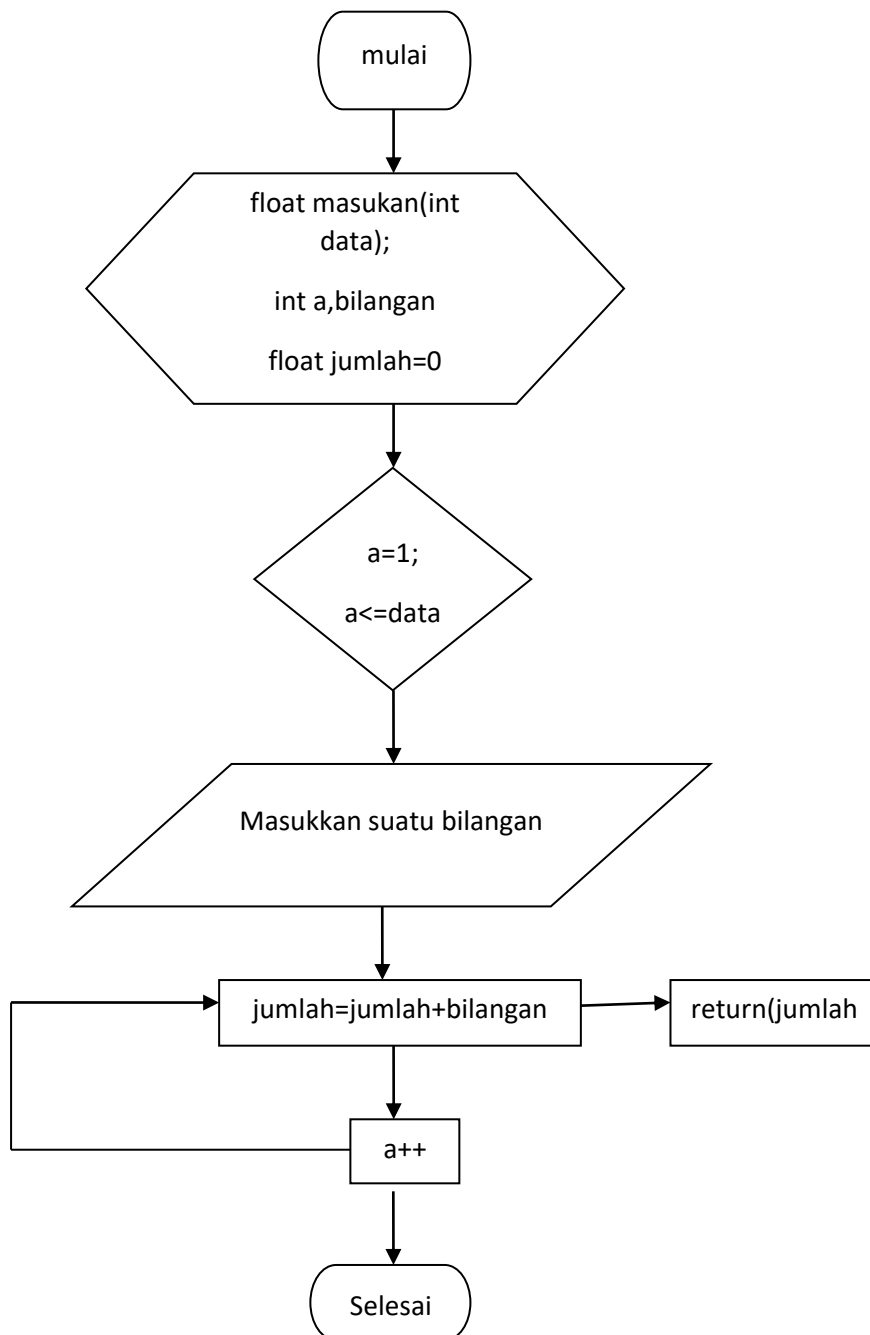 mulai
float masukan(int
data);
int a,bilangan
float jumlah=0
a=1;
a<=data
Masukkan suatu bilangan
jumlah=jumlah+bilangan
return(jumlah
a++
Selesai